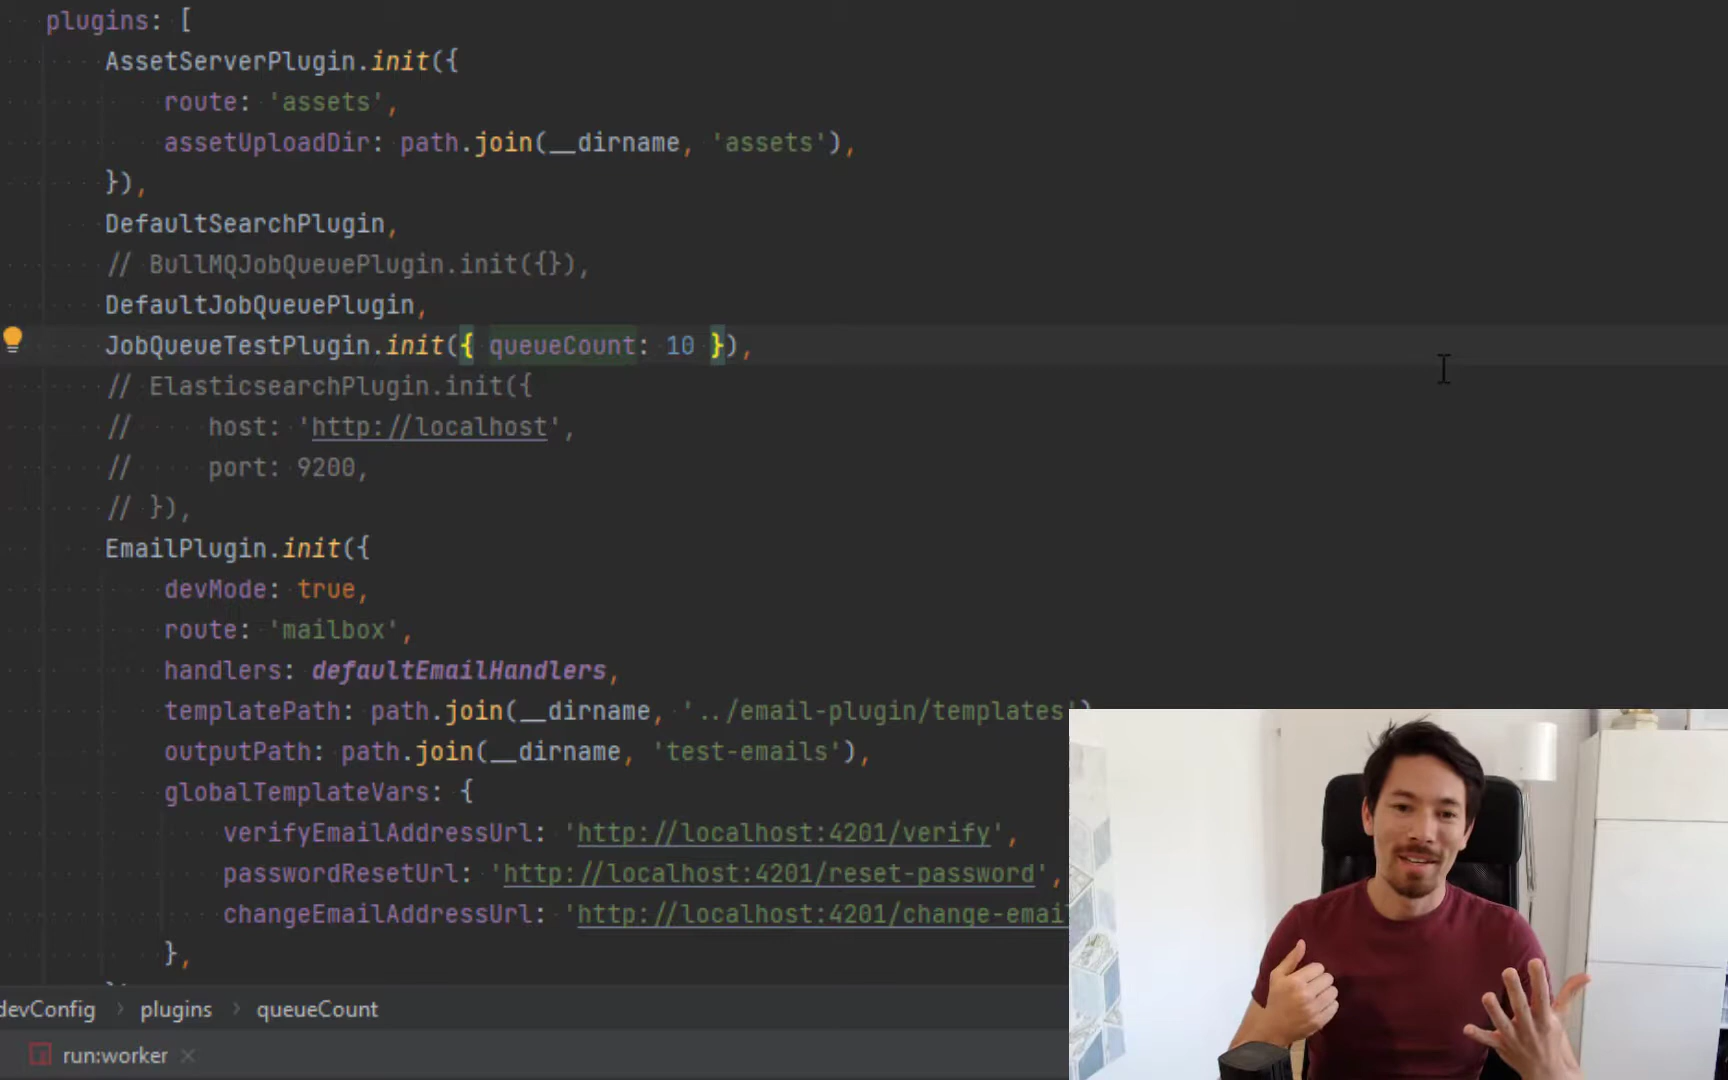 plugins: [
AssetServerPlugin.init({
route: 'assets',
assetUploadDir: path.join(__dirname, 'assets'),
}),
DefaultSearchPlugin,
// BullMQJobQueuePlugin.init({}),
DefaultJobQueuePlugin,
JobQueueTestPlugin.init({ queueCount: 10 }),
// ElasticsearchPlugin.init({
//     host: 'http://localhost',
//     port: 9200,
// }),
EmailPlugin.init({
devMode: true,
route: 'mailbox',
handlers: defaultEmailHandlers,
templatePath: path.join(__dirname, '../email-plugin/templates')
outputPath: path.join(__dirname, 'test-emails'),
globalTemplateVars: {
verifyEmailAddressUrl: 'http://localhost:4201/verify',
passwordResetUrl: 'http://localhost:4201/reset-password',
changeEmailAddressUrl: 'http://localhost:4201/change-emai
},
devConfig › plugins › queueCount
run:worker ×